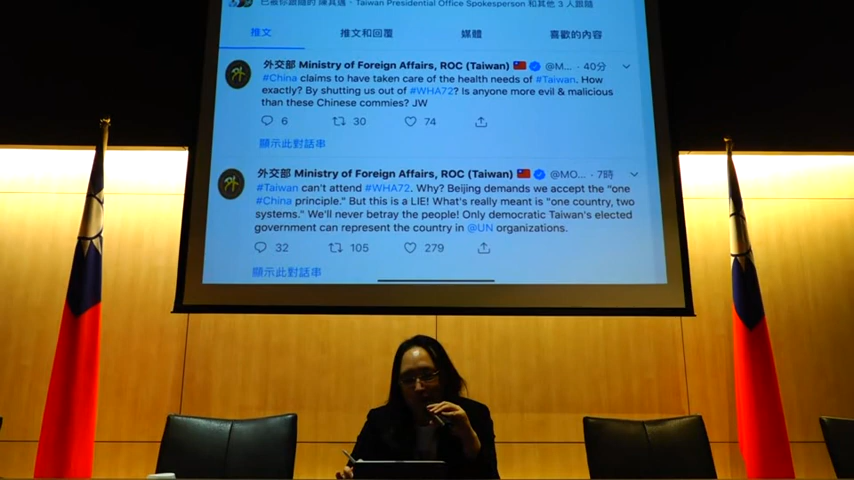 已被你跟隨的 陳其邁、Taiwan Presidential Office Spokesperson 和其他 3 人跟隨
推文 推文和回覆 媒體 喜歡的內容
外交部 Ministry of Foreign Affairs, ROC (Taiwan) @M... · 40分
#China claims to have taken care of the health needs of #Taiwan. How
exactly? By shutting us out of #WHA72? Is anyone more evil & malicious
than these Chinese commies? JW
6 30 74
顯示此對話串
外交部 Ministry of Foreign Affairs, ROC (Taiwan) @MO... · 7時
#Taiwan can't attend #WHA72. Why? Beijing demands we accept the "one
#China principle." But this is a LIE! What's really meant is "one country, two
systems." We'll never betray the people! Only democratic Taiwan's elected
government can represent the country in @UN organizations.
32 105 279
顯示此對話串